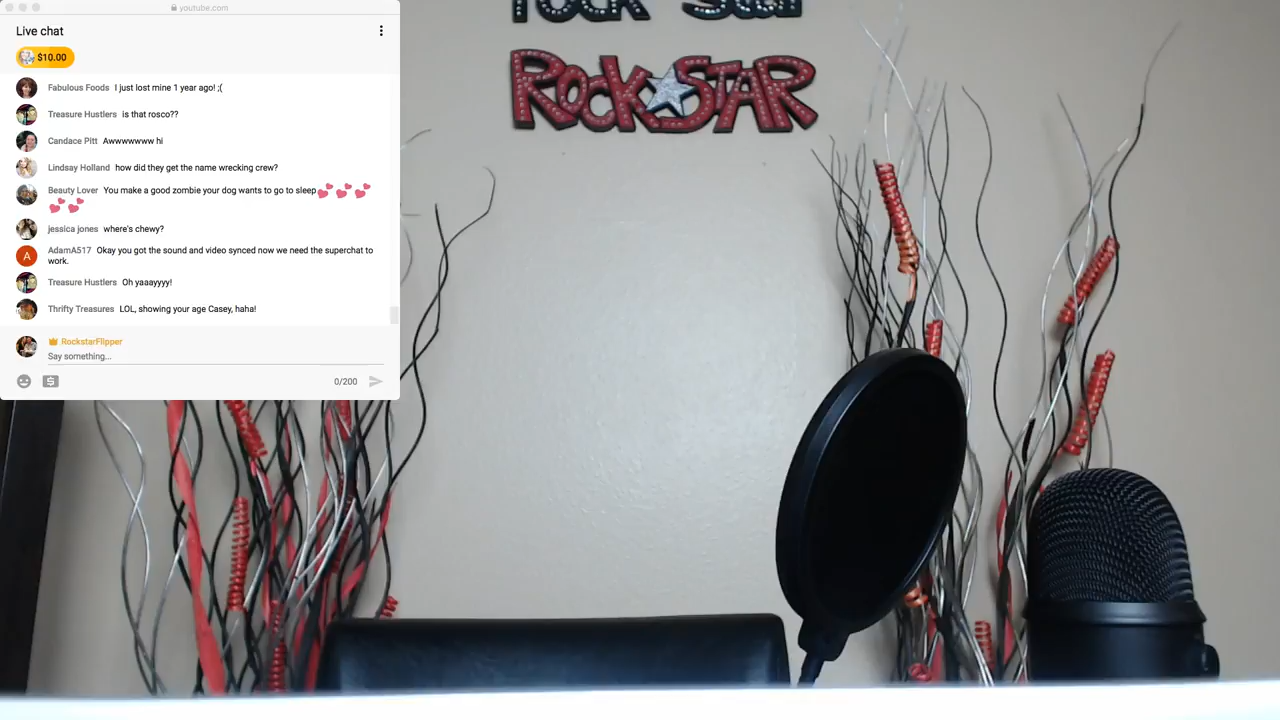 youtube.com
Live chat
$10.00
Fabulous Foods I just lost mine 1 year ago! ;(
Treasure Hustlers is that rosco??
Candace Pitt Awwwwwww hi
Lindsay Holland how did they get the name wrecking crew?
Beauty Lover You make a good zombie your dog wants to go to sleep
jessica jones where's chewy?
A
AdamA517 Okay you got the sound and video synced now we need the superchat to
work.
Treasure Hustlers Oh yaaayyyy!
Thrifty Treasures LOL, showing your age Casey, haha!
RockstarFlipper
Say something...
0/200
rock star
ROCKSTAR